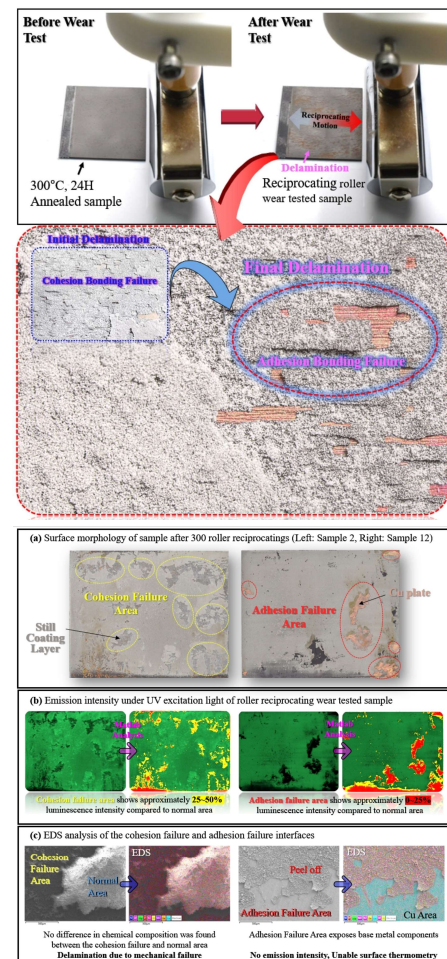 Before Wear
Test
After Wear
Test
Reciprocating
Motion
Delamination
300°C, 24H
Annealed sample
Reciprocating roller
wear tested sample
Initial Delamination
Cohesion Bonding Failure
Final Delamination
Adhesion Bonding Failure
(a) Surface morphology of sample after 300 roller reciprocatings (Left: Sample 2, Right: Sample 12)
Cohesion Failure
Area
Still
Coating
Layer
Adhesion Failure
Area
Cu plate
(b) Emission intensity under UV excitation light of roller reciprocating wear tested sample
Matlab
Analysis
Matlab
Analysis
Cohesion failure area shows approximately 25~50%
luminescence intensity compared to normal area
Adhesion failure area shows approximately 0~25%
luminescence intensity compared to normal area
(c) EDS analysis of the cohesion failure and adhesion failure interfaces
Cohesion
Failure
Area
Normal
Area
EDS
Peel off
Adhesion Failure Area
EDS
Cu Area
No difference in chemical composition was found
between the cohesion failure and normal area
Delamination due to mechanical failure
Adhesion Failure Area exposes base metal components
No emission intensity, Unable surface thermometry